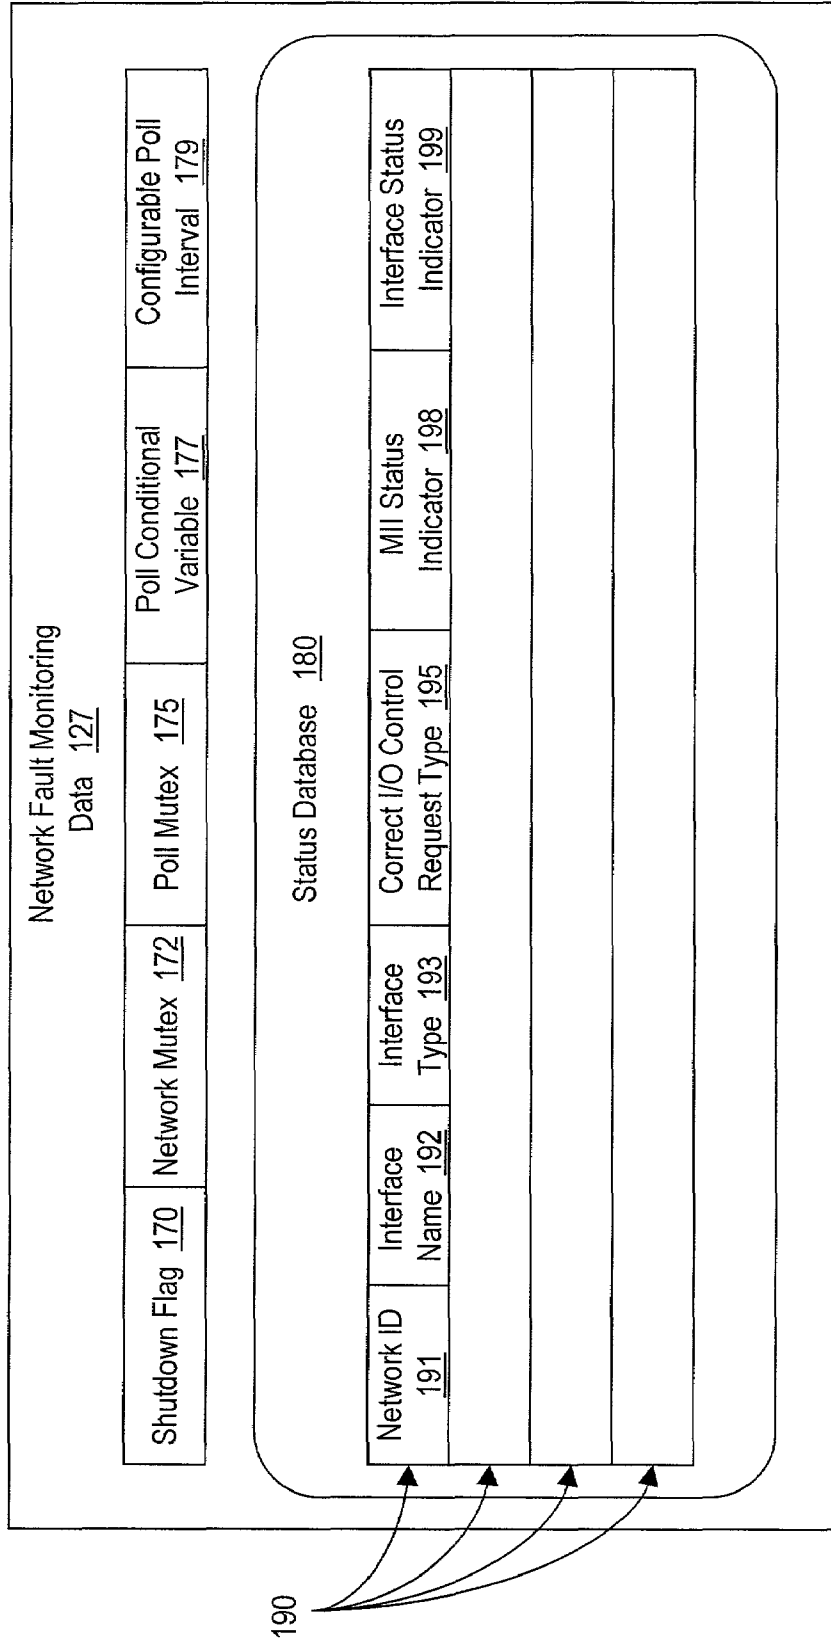 Network Fault Monitoring
Data 127
Shutdown Flag 170
Network Mutex 172
Poll Mutex 175
Poll Conditional
Variable 177
Configurable Poll
Interval 179
Status Database 180
Network ID
191
Interface
Name 192
Interface
Type 193
Correct I/O Control
Request Type 195
MII Status
Indicator 198
Interface Status
Indicator 199
190